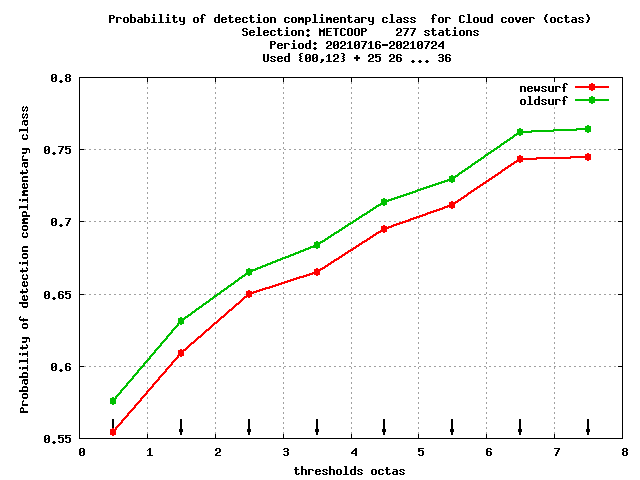 Probability of detection complimentary class  for Cloud cover (octas)
Selection: METCOOP    277 stations
Period: 20210716-20210724
Used {00,12} + 25 26 ... 36
newsurf
oldsurf
Probability of detection complimentary class
0.8
0.75
0.7
0.65
0.6
0.55
0 1 2 3 4 5 6 7 8
thresholds octas